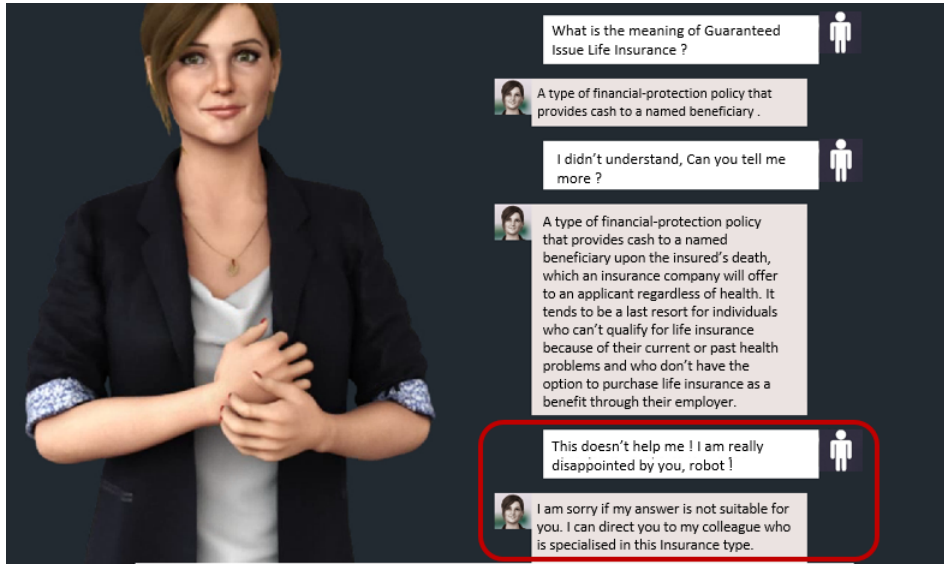 What is the meaning of Guaranteed
Issue Life Insurance ?
A type of financial-protection policy that
provides cash to a named beneficiary .
I didn't understand, Can you tell me
more ?
A type of financial-protection policy
that provides cash to a named
beneficiary upon the insured's death,
which an insurance company will offer
to an applicant regardless of health. It
tends to be a last resort for individuals
who can't qualify for life insurance
because of their current or past health
problems and who don't have the
option to purchase life insurance as a
benefit through their employer.
This doesn't help me ! I am really
disappointed by you, robot !
I am sorry if my answer is not suitable for
you. I can direct you to my colleague who
is specialised in this Insurance type.